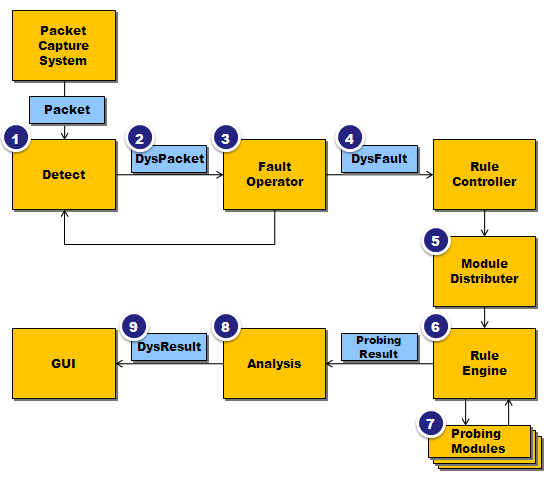 Packet
Capture
System
Packet
1
Detect
2
DysPacket
3
Fault
Operator
4
DysFault
Rule
Controller
5
Module
Distributer
6
Rule
Engine
7
Probing
Modules
Probing
Result
8
Analysis
9
DysResult
GUI